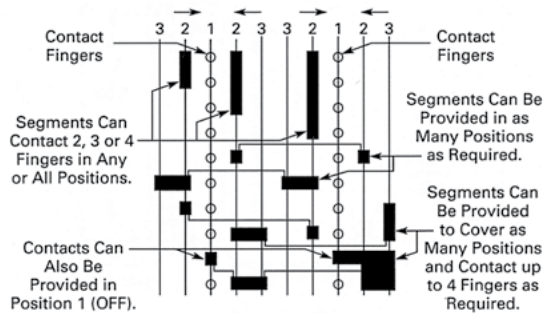 3 2 1 2 3 3 2 1 2 3
Contact
Fingers
Contact
Fingers
Segments Can
Contact 2, 3 or 4
Fingers in Any
or All Positions.
Segments Can Be
Provided in as
Many Positions
as Required.
Contacts Can
Also Be
Provided in
Position 1 (OFF).
Segments Can
Be Provided
to Cover as
Many Positions
and Contact up
to 4 Fingers as
Required.